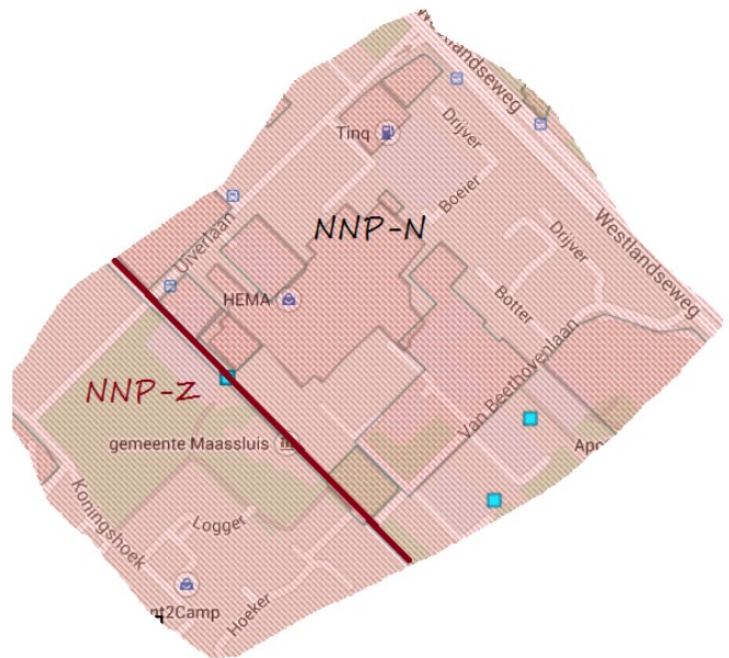 Westlandseweg
Tinq
Drijver
Boeier
NNP-N
Uiverlaan
Drijver
Westlandseweg
HEMA
Botter
NNP-Z
Van Beethovenlaan
gemeente Maassluis
Apo
Koningshoek
Logger
nt2Camp
Hoeker